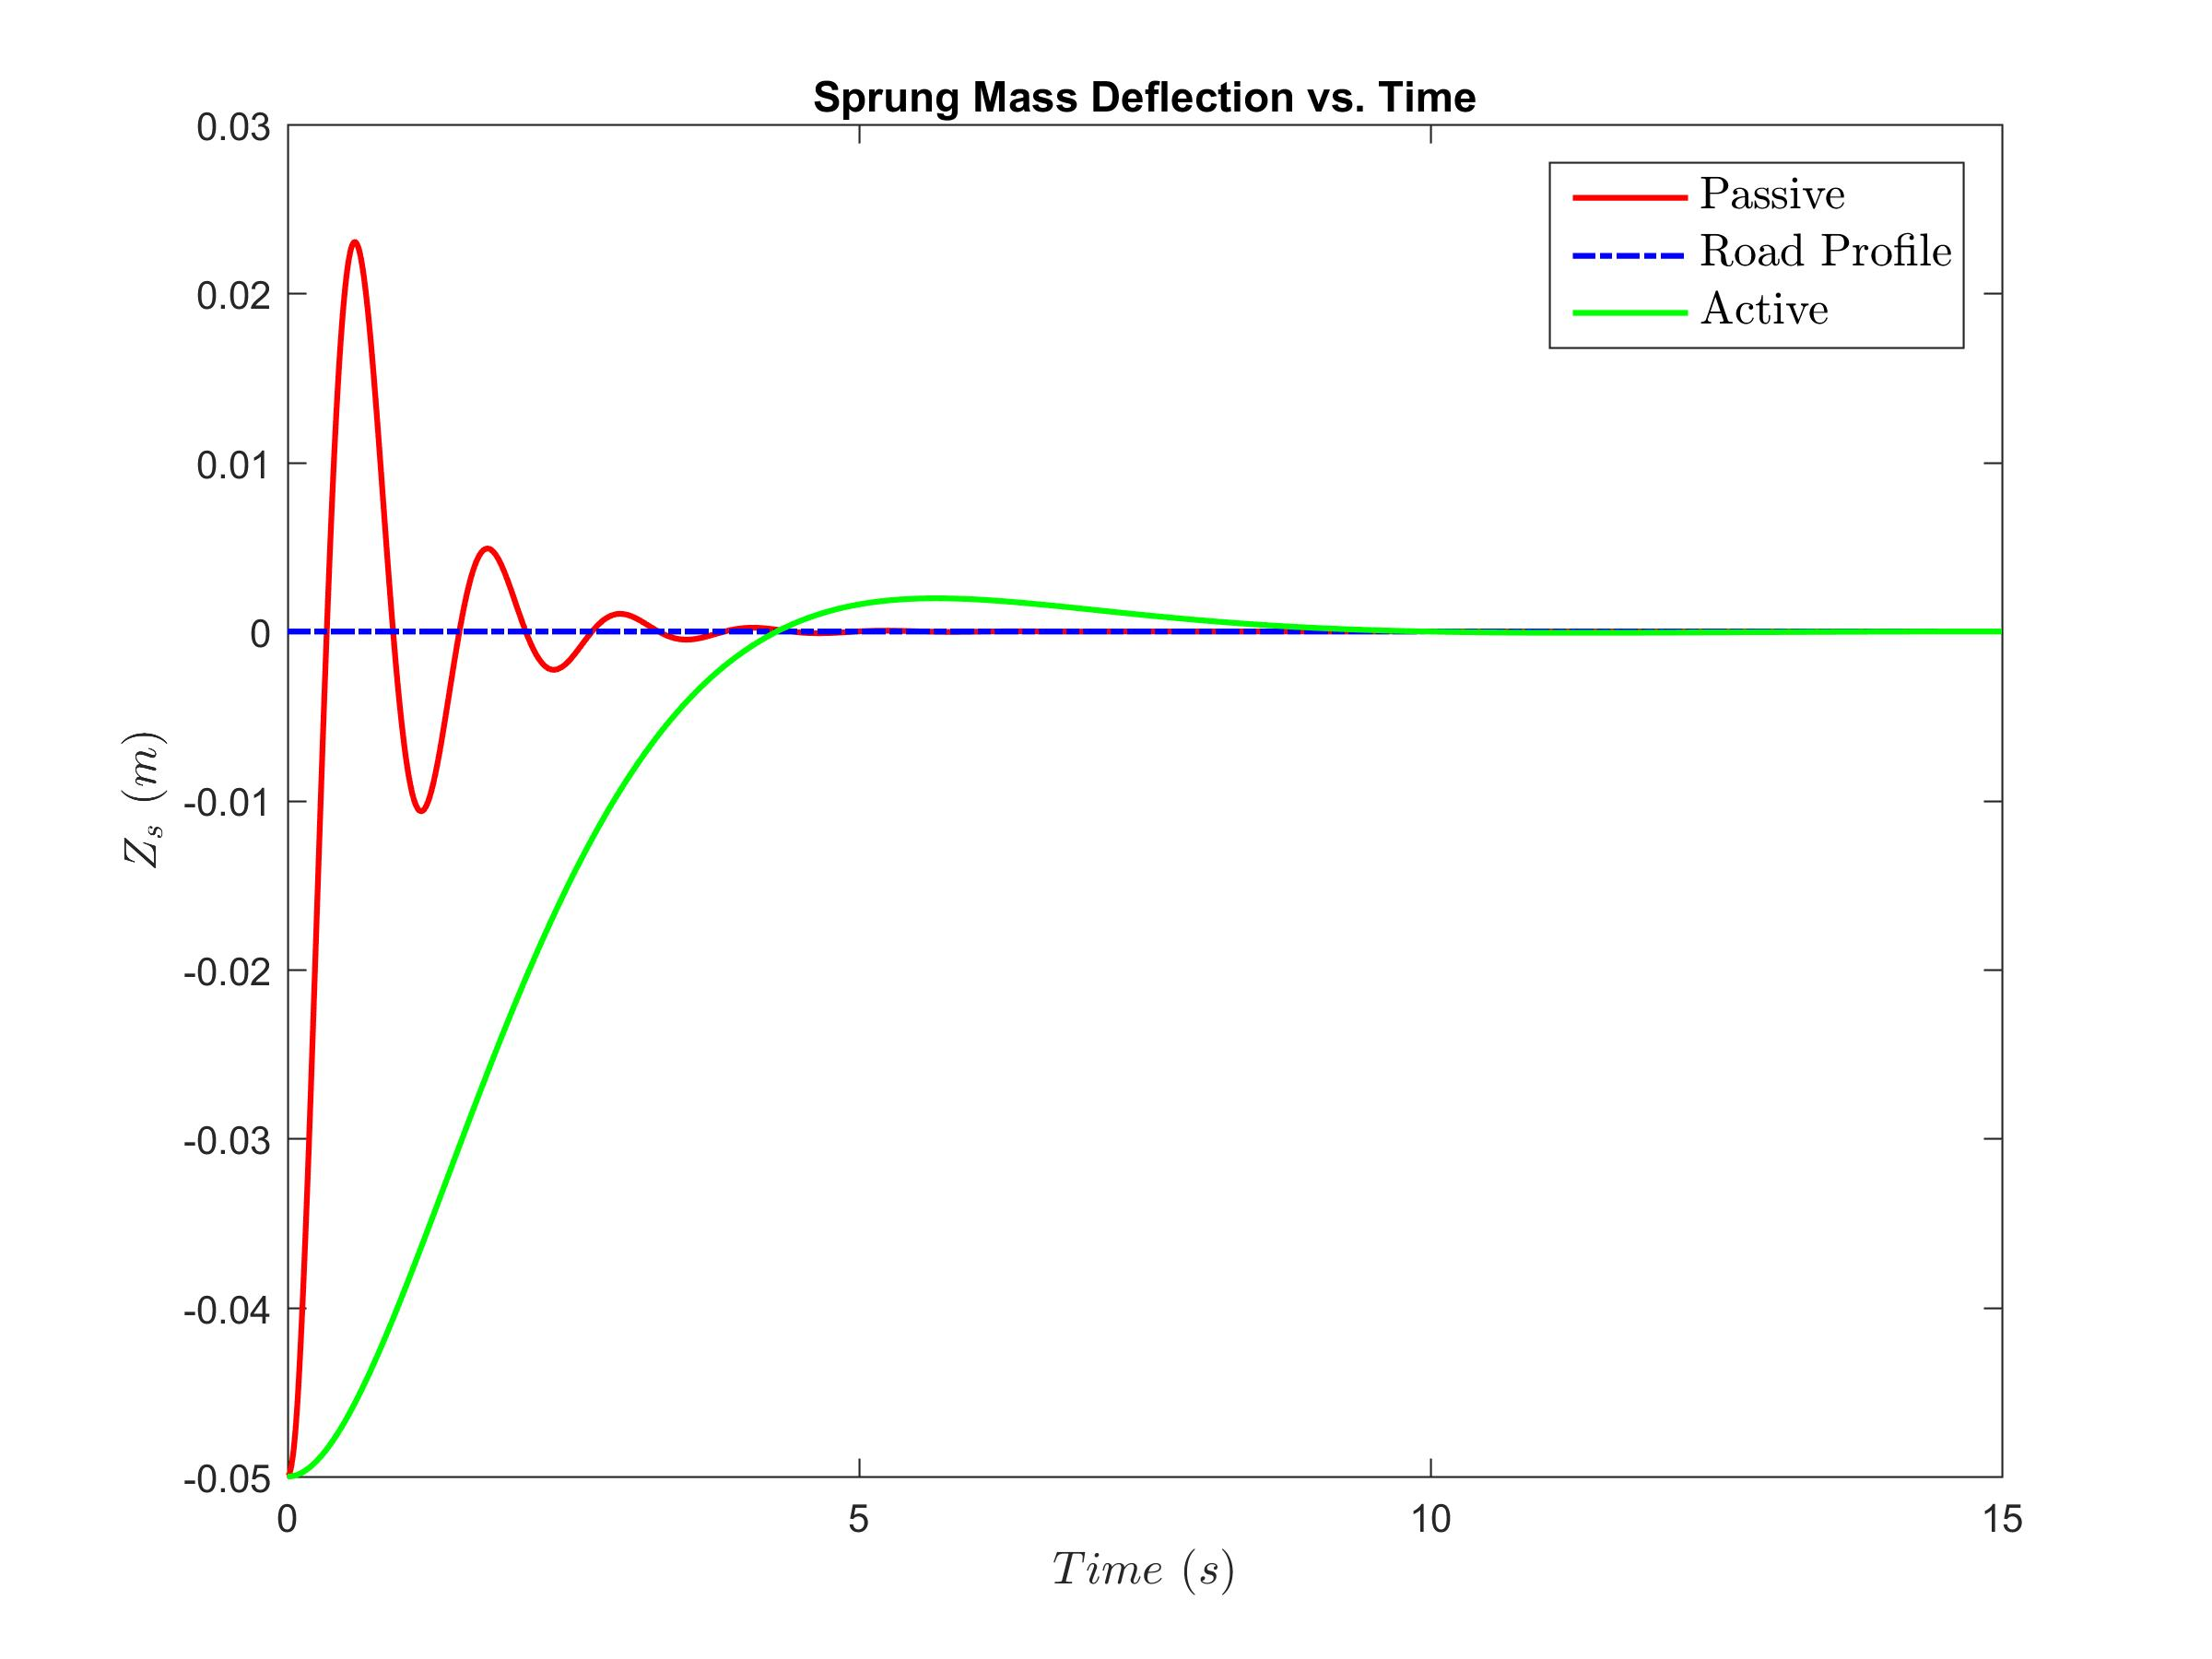 Sprung Mass Deflection vs. Time
0.03
0.02
0.01
0
-0.01
-0.02
-0.03
-0.04
-0.05
Z_s (m)
Passive
Road Profile
Active
0 5 10 15
Time (s)